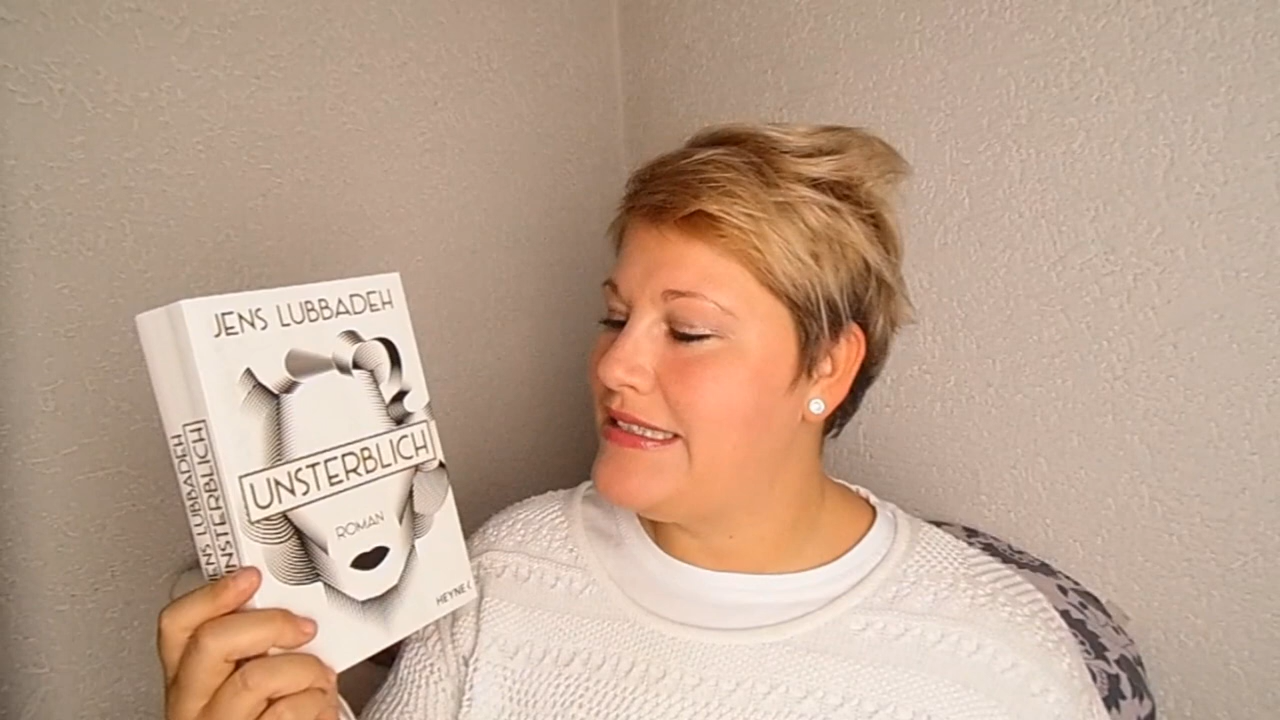 JENS LUBBADEH
UNSTERBLICH
ROMAN
HEYNE
JENS LUBBADEH
UNSTERBLICH